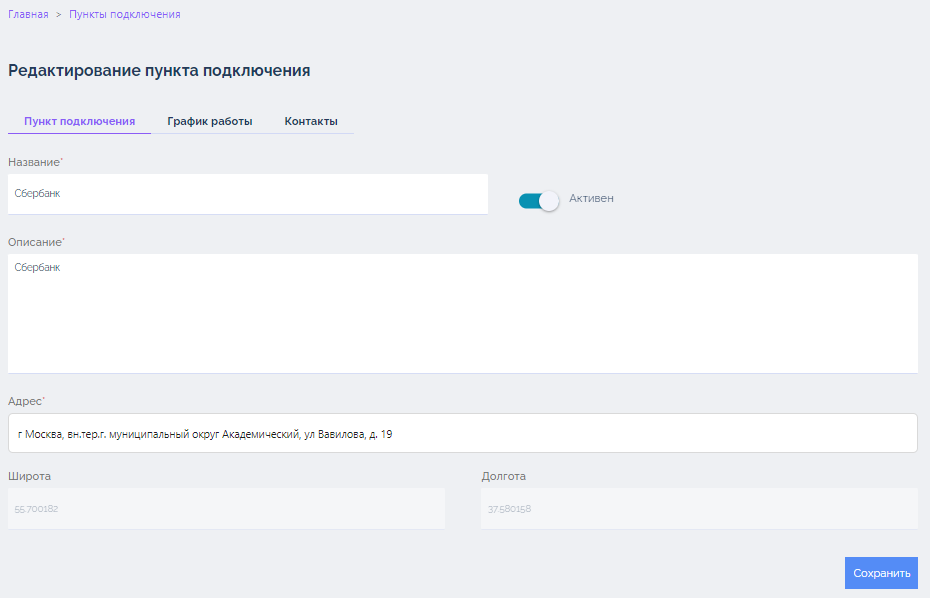 Главная > Пункты подключения
Редактирование пункта подключения
Пункт подключения График работы Контакты
Название*
Сбербанк
Активен
Описание*
Сбербанк
Адрес*
г Москва, вн.тер.г. муниципальный округ Академический, ул Вавилова, д. 19
Широта Долгота
55.700182 37.580158
Сохранить